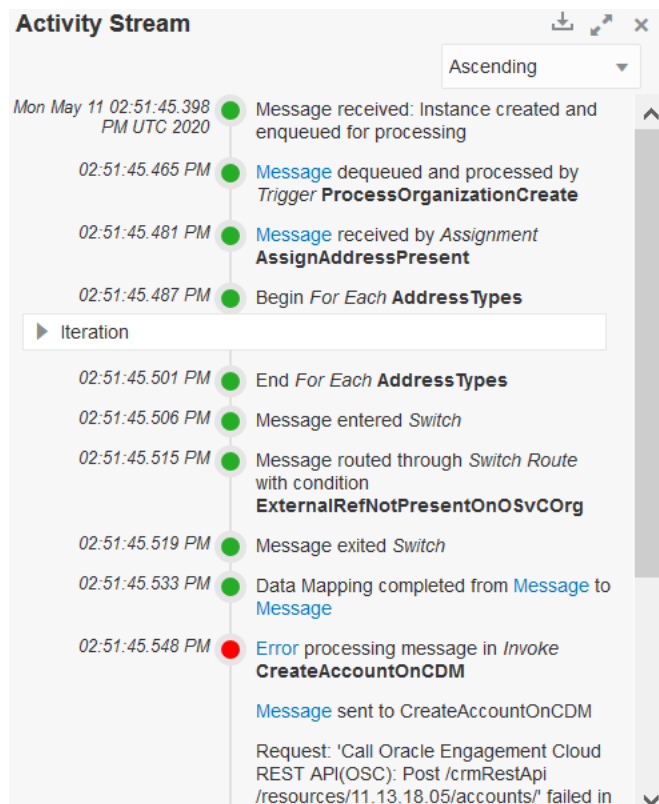 Activity Stream
Ascending
Mon May 11 02:51:45.398
PM UTC 2020
Message received: Instance created and
enqueued for processing
02:51:45.465 PM
Message dequeued and processed by
Trigger ProcessOrganizationCreate
02:51:45.481 PM
Message received by Assignment
AssignAddressPresent
02:51:45.487 PM
Begin For Each AddressTypes
Iteration
02:51:45.501 PM
End For Each AddressTypes
02:51:45.506 PM
Message entered Switch
02:51:45.515 PM
Message routed through Switch Route
with condition
ExternalRefNotPresentOnOSvCOrg
02:51:45.519 PM
Message exited Switch
02:51:45.533 PM
Data Mapping completed from Message to
Message
02:51:45.548 PM
Error processing message in Invoke
CreateAccountOnCDM
Message sent to CreateAccountOnCDM
Request: 'Call Oracle Engagement Cloud
REST API(OSC): Post /crmRestApi
/resources/11.13.18.05/accounts/' failed in